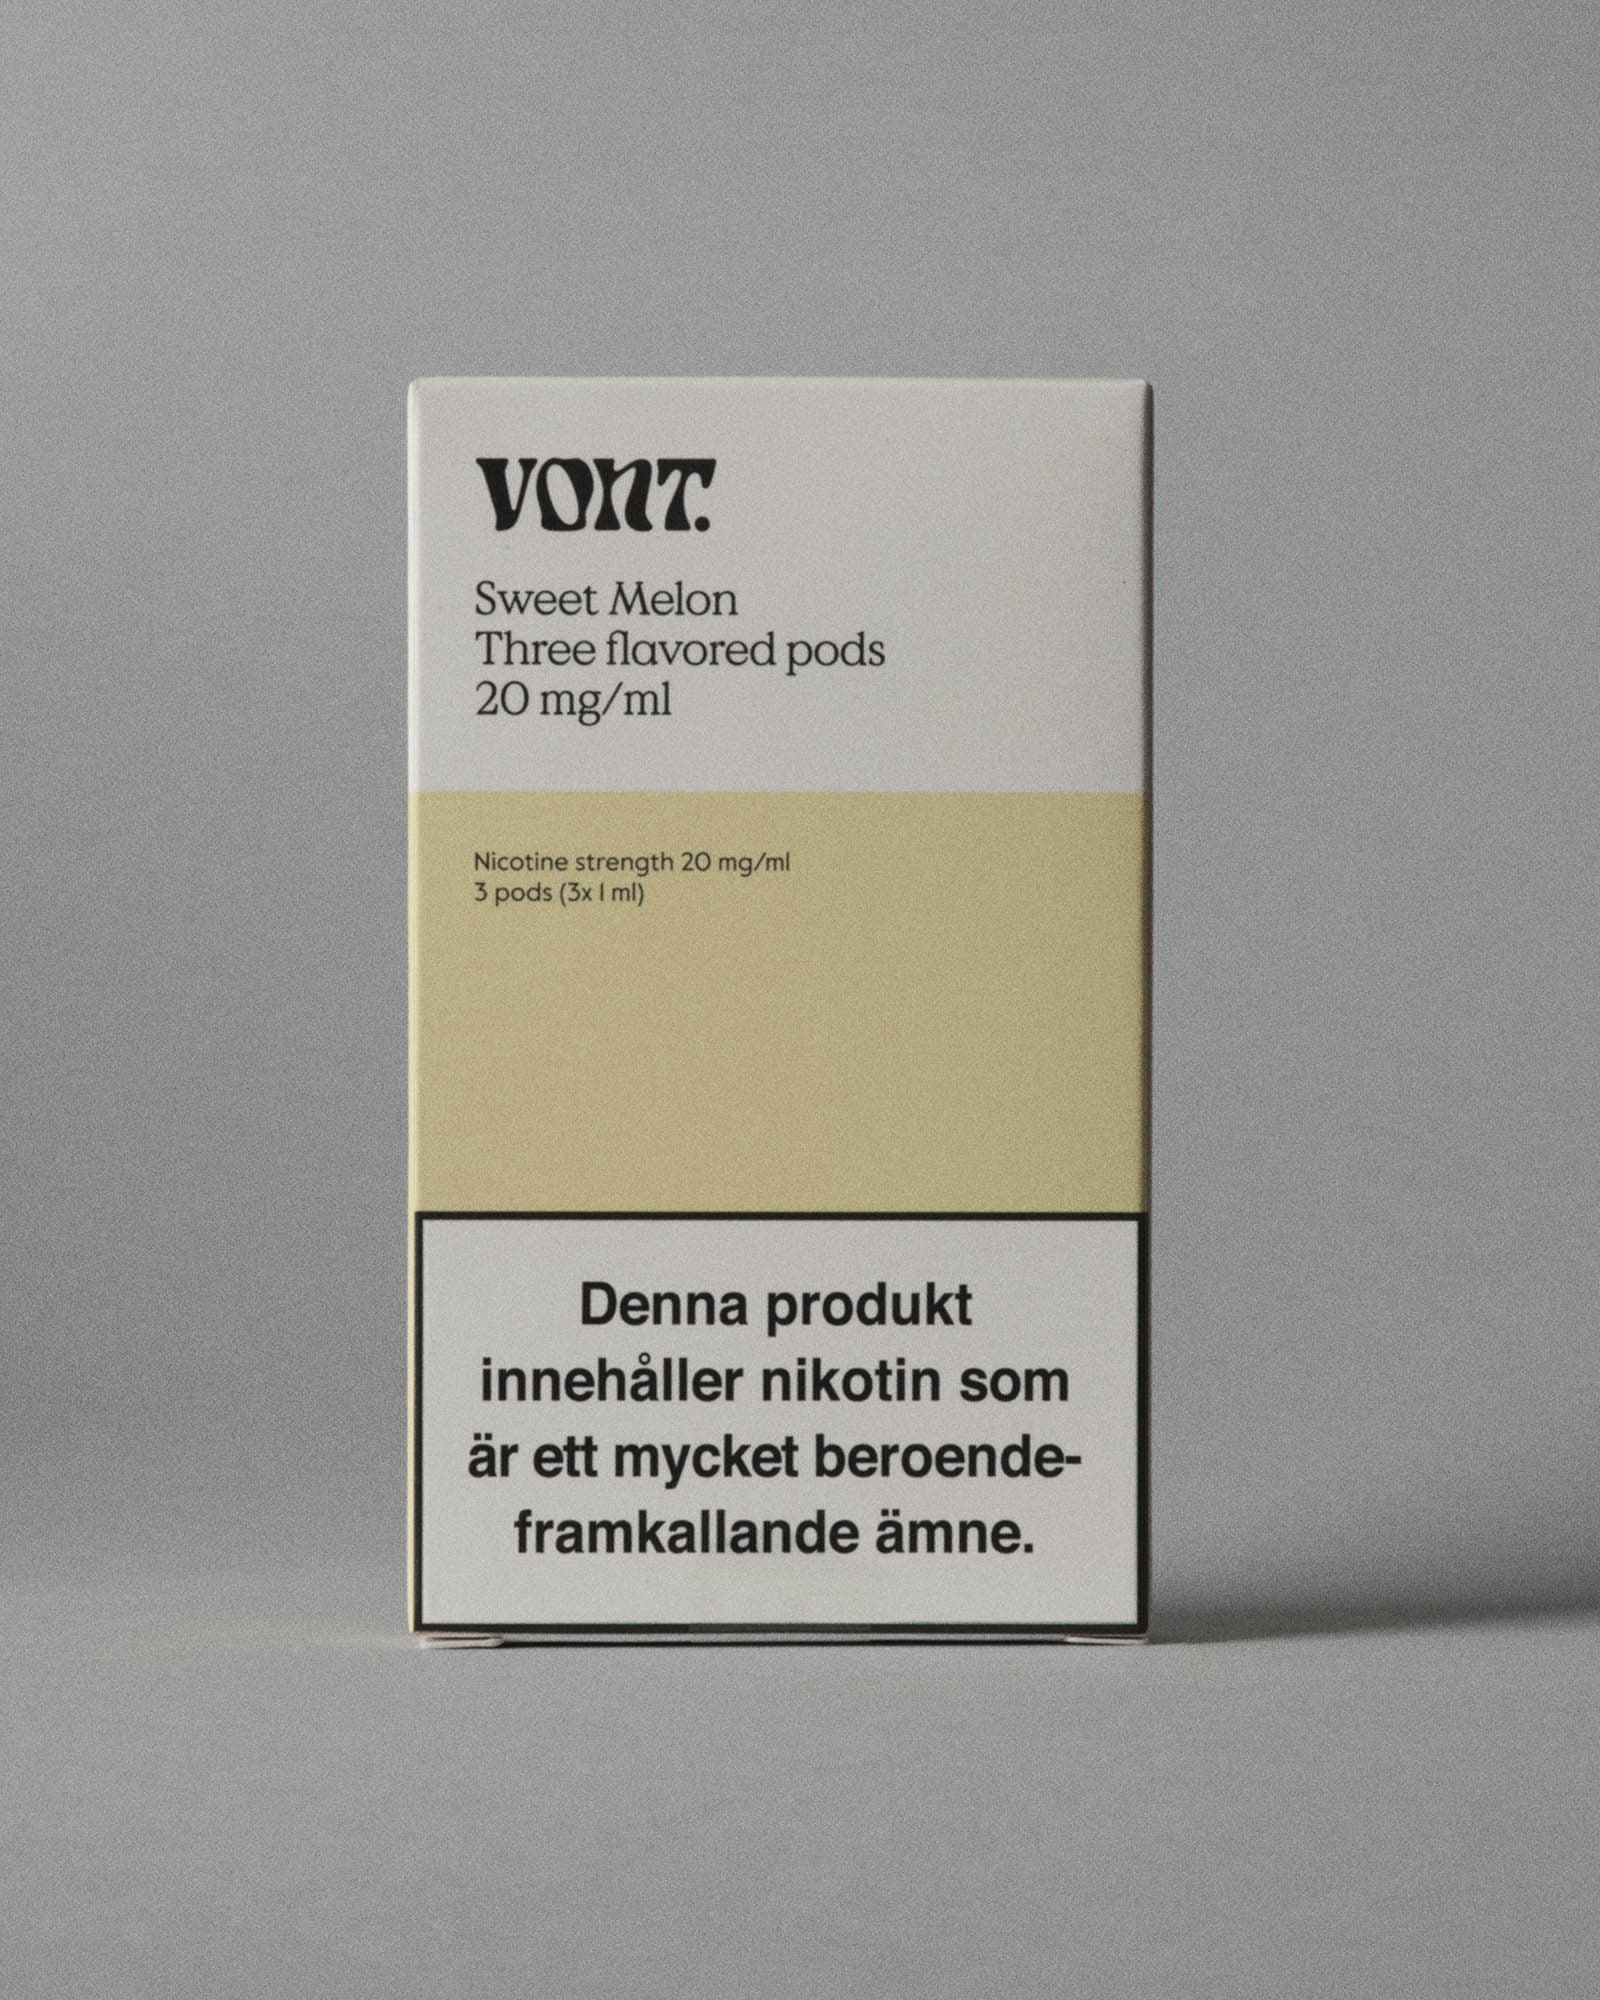 VONT.
Sweet Melon
Three flavored pods
20 mg/ml
Nicotine strength 20 mg/ml
3 pods (3x 1 ml)
Denna produkt
innehåller nikotin som
är ett mycket beroende-
framkallande ämne.